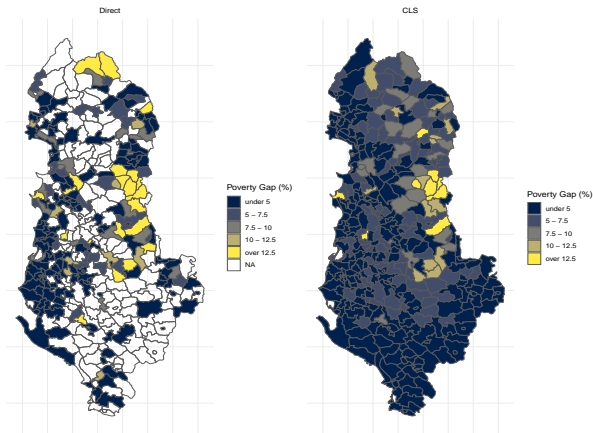 Direct
CLS
Poverty Gap (%)
under 5
5 – 7.5
7.5 – 10
10 – 12.5
over 12.5
NA
Poverty Gap (%)
under 5
5 – 7.5
7.5 – 10
10 – 12.5
over 12.5